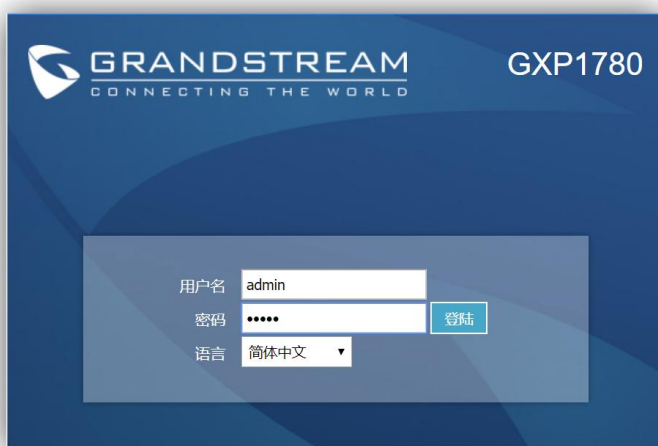 GRANDSTREAM GXP1780
CONNECTING THE WORLD
用户名 admin
密码 ••••• 登陆
语言 简体中文 ▼